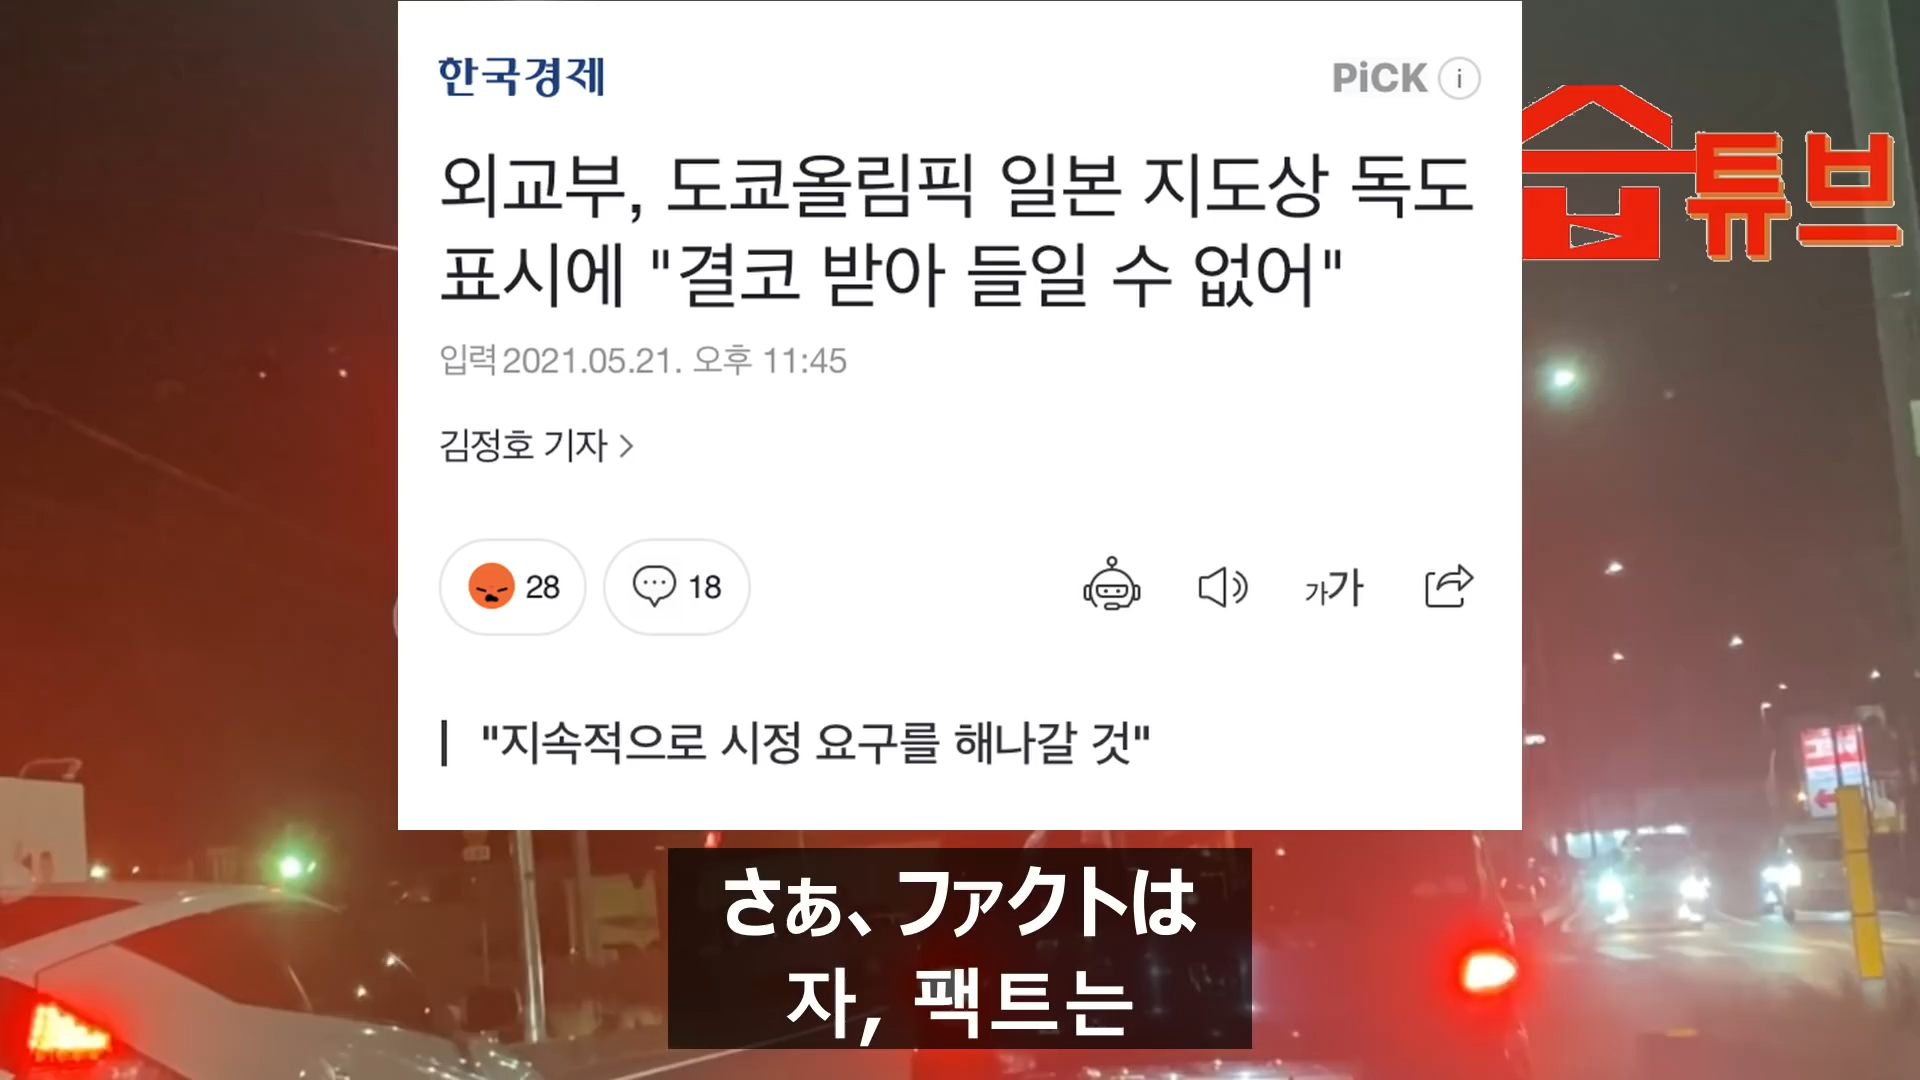 한국경제
PiCK i
습튜브
외교부, 도쿄올림픽 일본 지도상 독도
표시에 "결코 받아 들일 수 없어"
입력 2021.05.21. 오후 11:45
김정호 기자 >
28
18
가가
"지속적으로 시정 요구를 해나갈 것"
さぁ、ファクトは
자, 팩트는